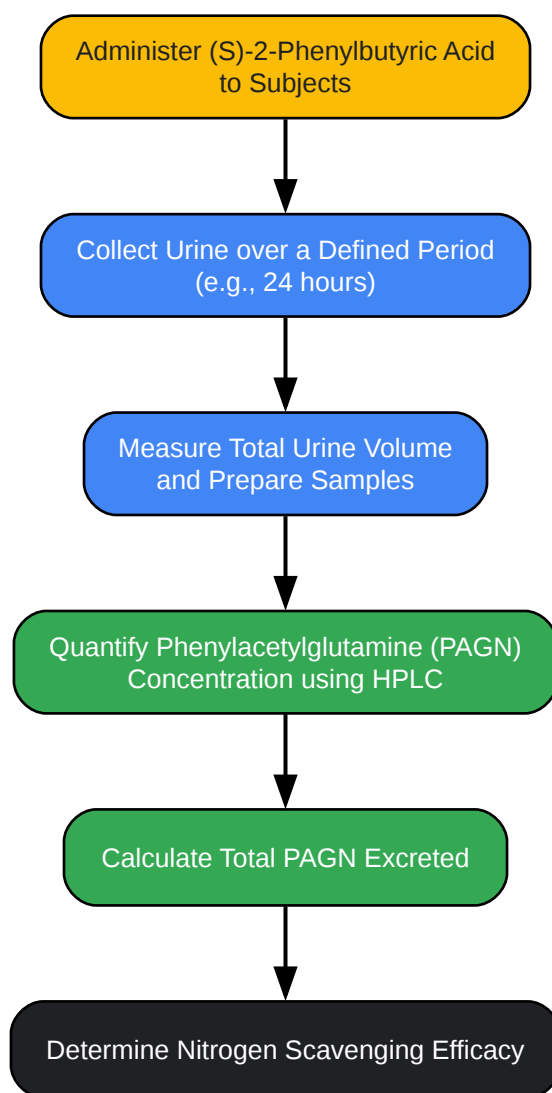 Administer (S)-2-Phenylbutyric Acid
to Subjects
Collect Urine over a Defined Period
(e.g., 24 hours)
Measure Total Urine Volume
and Prepare Samples
Quantify Phenylacetylglutamine (PAGN)
Concentration using HPLC
Calculate Total PAGN Excreted
Determine Nitrogen Scavenging Efficacy